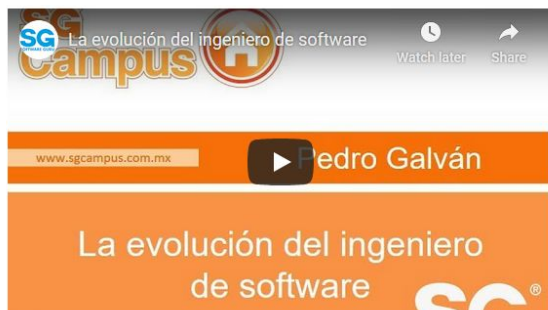 SG
SOFTWARE GURU
La evolución del ingeniero de software
Watch later
Share
Campus
www.sgcampus.com.mx
Pedro Galván
La evolución del ingeniero
de software
SG®